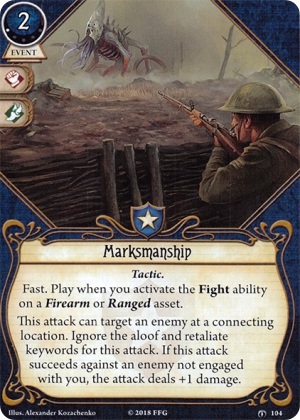 2
EVENT
Marksmanship
Tactic.
Fast. Play when you activate the Fight ability
on a Firearm or Ranged asset.
This attack can target an enemy at a connecting
location. Ignore the aloof and retaliate
keywords for this attack. If this attack
succeeds against an enemy not engaged
with you, the attack deals +1 damage.
Illus. Alexander Kozachenko
© 2018 FFG
104